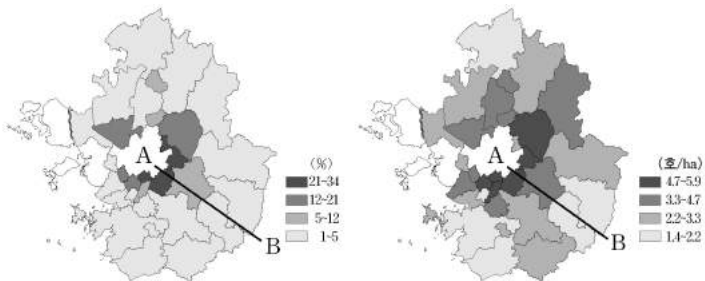 A
B
(%)
21~34
12~21
5~12
1~5
A
B
(호/ha)
4.7~5.9
3.3~4.7
2.2~3.3
1.4~2.2